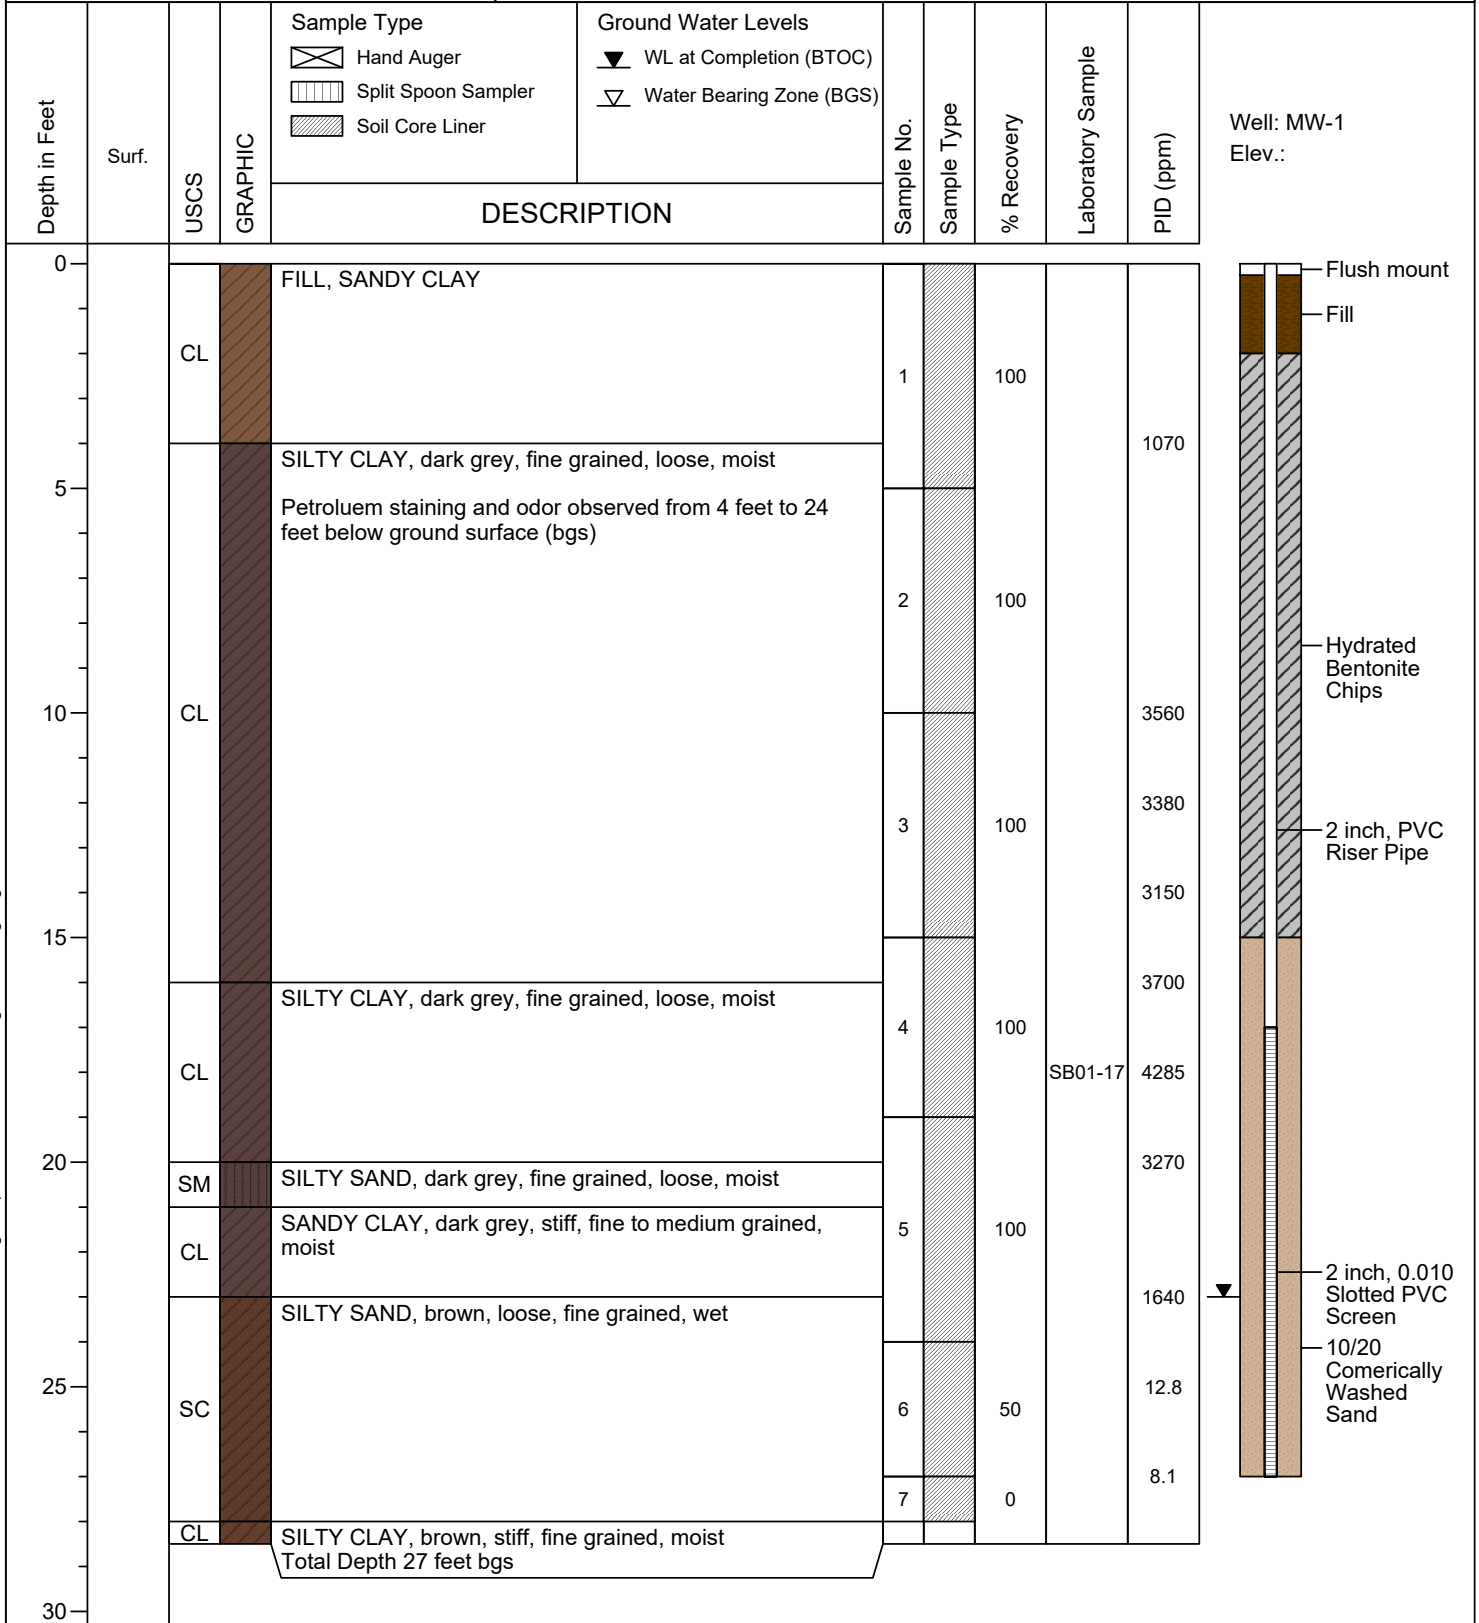 Sample Type
Hand Auger
Split Spoon Sampler
Soil Core Liner
Ground Water Levels
WL at Completion (BTOC)
Water Bearing Zone (BGS)
Depth in Feet
Surf.
USCS
GRAPHIC
DESCRIPTION
Sample No.
Sample Type
% Recovery
Laboratory Sample
PID (ppm)
Well: MW-1
Elev.:
0
FILL, SANDY CLAY
Flush mount
Fill
CL
1
100
1070
SILTY CLAY, dark grey, fine grained, loose, moist
5
Petroluem staining and odor observed from 4 feet to 24
feet below ground surface (bgs)
2
100
Hydrated
Bentonite
Chips
10
CL
3560
3380
3
100
2 inch, PVC
Riser Pipe
3150
15
3700
SILTY CLAY, dark grey, fine grained, loose, moist
4
100
CL
SB01-17
4285
20
3270
SM
SILTY SAND, dark grey, fine grained, loose, moist
SANDY CLAY, dark grey, stiff, fine to medium grained,
moist
CL
5
100
2 inch, 0.010
Slotted PVC
Screen
1640
SILTY SAND, brown, loose, fine grained, wet
10/20
Comerically
Washed
Sand
25
12.8
SC
6
50
8.1
7
0
CL
SILTY CLAY, brown, stiff, fine grained, moist
Total Depth 27 feet bgs
30